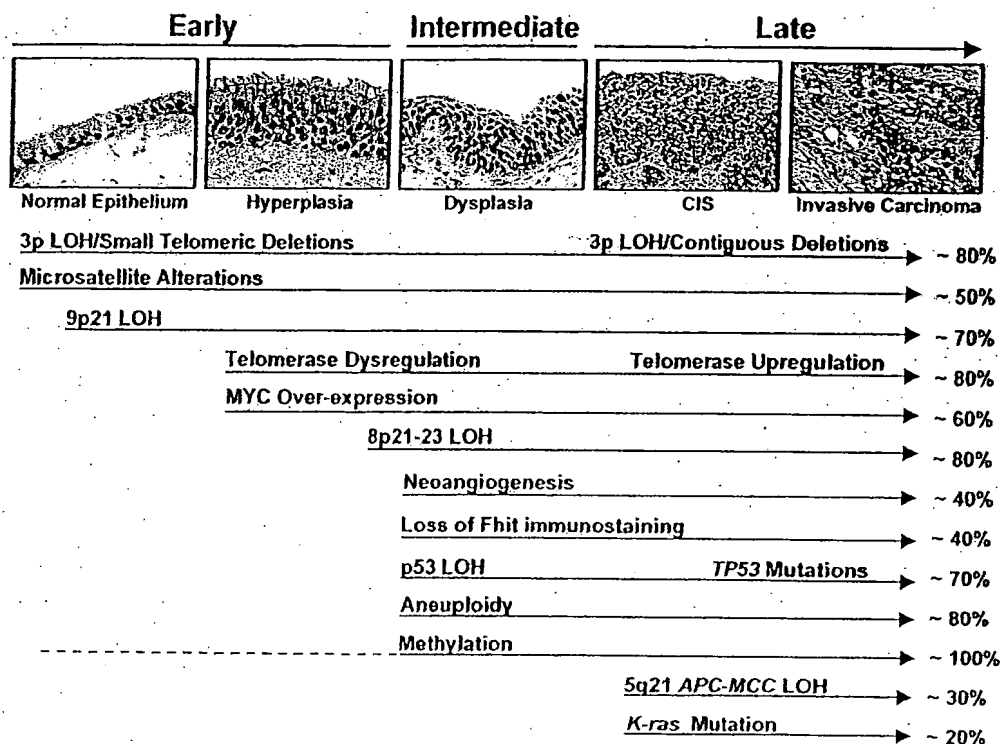 Early Intermediate Late
Normal Epithelium Hyperplasia Dysplasia CIS Invasive Carcinoma
3p LOH/Small Telomeric Deletions 3p LOH/Contiguous Deletions ~ 80%
Microsatellite Alterations ~ 50%
9p21 LOH ~ 70%
Telomerase Dysregulation Telomerase Upregulation ~ 80%
MYC Over-expression ~ 60%
8p21-23 LOH ~ 80%
Neoangiogenesis ~ 40%
Loss of Fhit immunostaining ~ 40%
p53 LOH TP53 Mutations ~ 70%
Aneuploidy ~ 80%
Methylation ~ 100%
5q21 APC-MCC LOH ~ 30%
K-ras Mutation ~ 20%